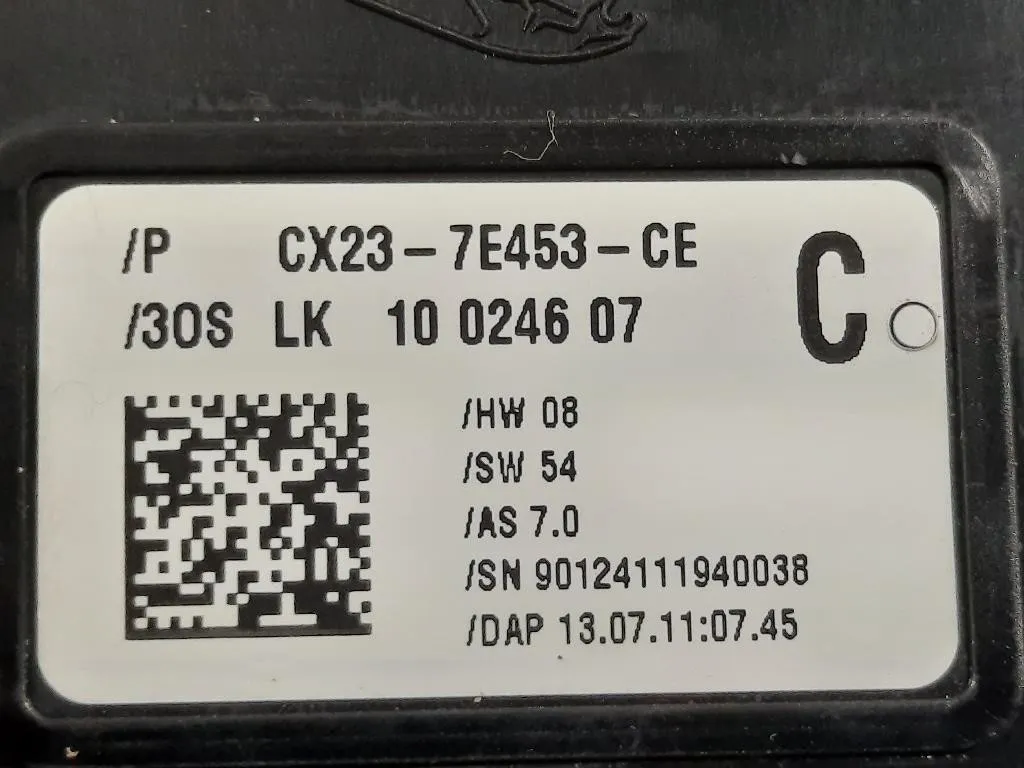 /P CX23-7E453-CE
C
/3OS LK 10 0246 07
/HW 08
/SW 54
/AS 7.0
/SN 90124111940038
/DAP 13.07.11:07.45